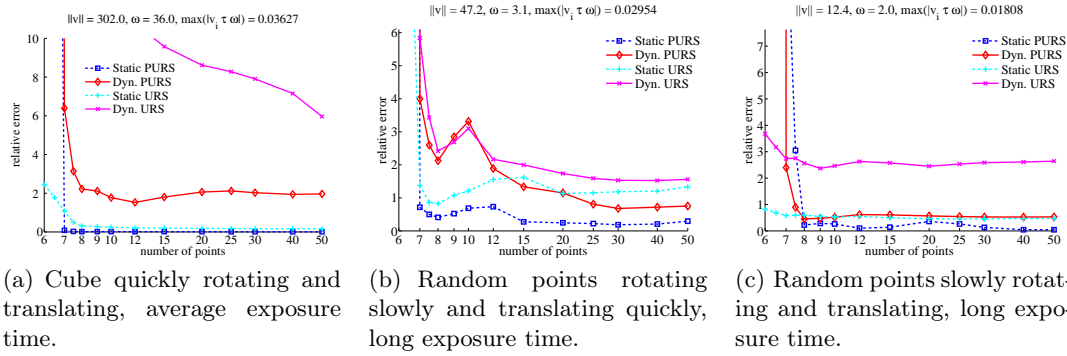 ||v|| = 302.0, ω = 36.0, max(|v_i τ ω|) = 0.03627
10
8
6
4
2
0
relative error
Static PURS
Dyn. PURS
Static URS
Dyn. URS
6 7 8 9 10 12 15 20 25 30 40 50
number of points
(a) Cube quickly rotating and
translating, average exposure
time.
||v|| = 47.2, ω = 3.1, max(|v_i τ ω|) = 0.02954
6
5
4
3
2
1
0
relative error
Static PURS
Dyn. PURS
Static URS
Dyn. URS
6 7 8 9 10 12 15 20 25 30 40 50
number of points
(b) Random points rotating
slowly and translating quickly,
long exposure time.
||v|| = 12.4, ω = 2.0, max(|v_i τ ω|) = 0.01808
7
6
5
4
3
2
1
0
relative error
Static PURS
Dyn. PURS
Static URS
Dyn. URS
6 7 8 9 10 12 15 20 25 30 40 50
number of points
(c) Random points slowly rotat-
ing and translating, long expo-
sure time.